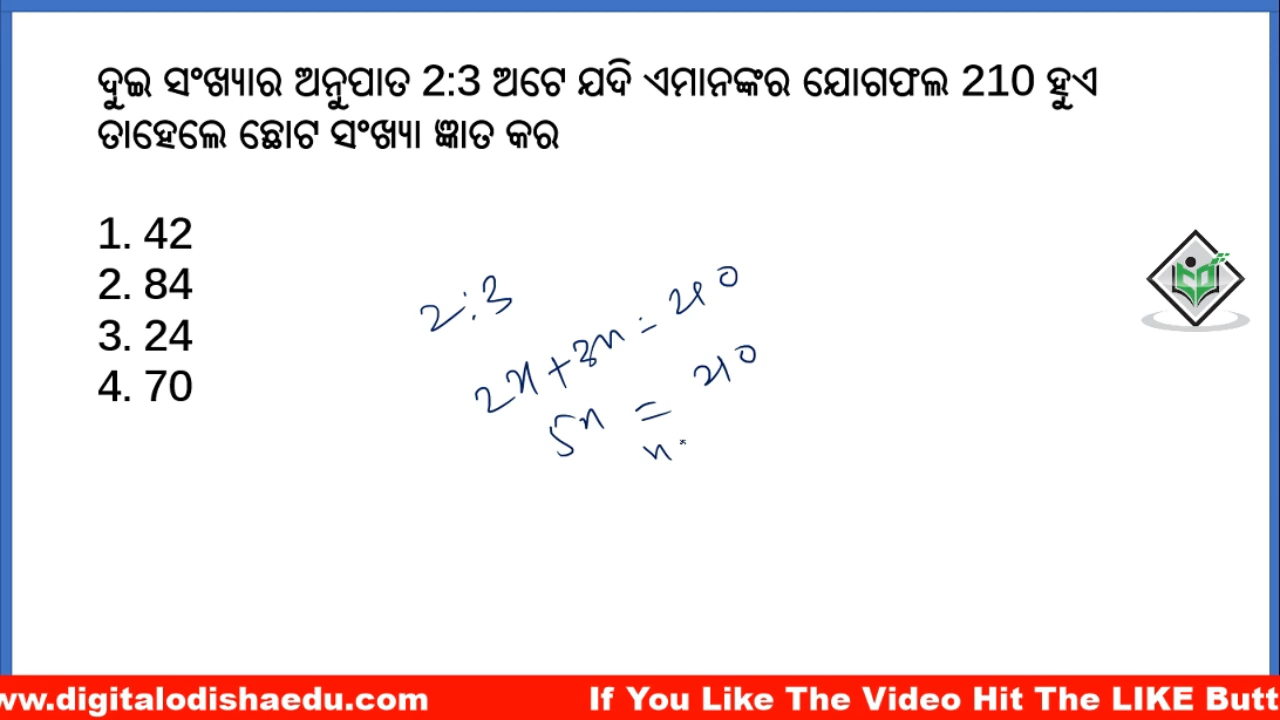 ଦୁଇ ସଂଖ୍ୟାର ଅନୁପାତ 2:3 ଅଟେ ଯଦି ଏମାନଙ୍କର ଯୋଗଫଳ 210 ହୁଏ
ତାହେଲେ ଛୋଟ ସଂଖ୍ୟା ଜ୍ଞାତ କର
1. 42
2. 84
3. 24
4. 70
2:3
2x+3x=210
5x = 210
x
ww.digitalodishaedu.com If You Like The Video Hit The LIKE Butt